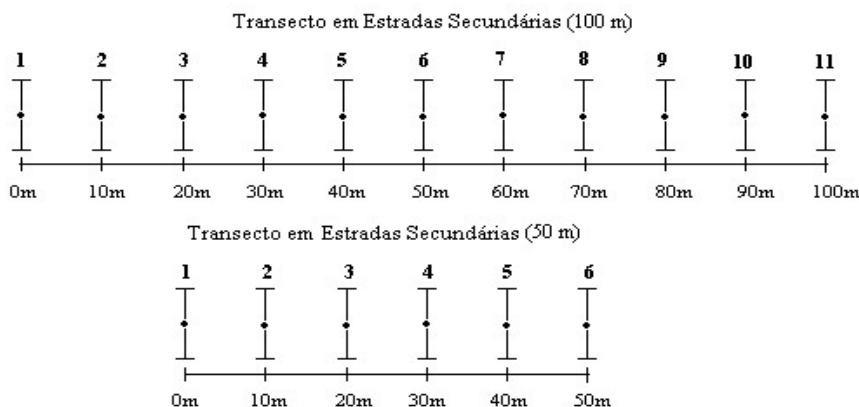 Transecto em Estradas Secundárias (100 m)
1 2 3 4 5 6 7 8 9 10 11
0m 10m 20m 30m 40m 50m 60m 70m 80m 90m 100m
Transecto em Estradas Secundárias (50 m)
1 2 3 4 5 6
0m 10m 20m 30m 40m 50m